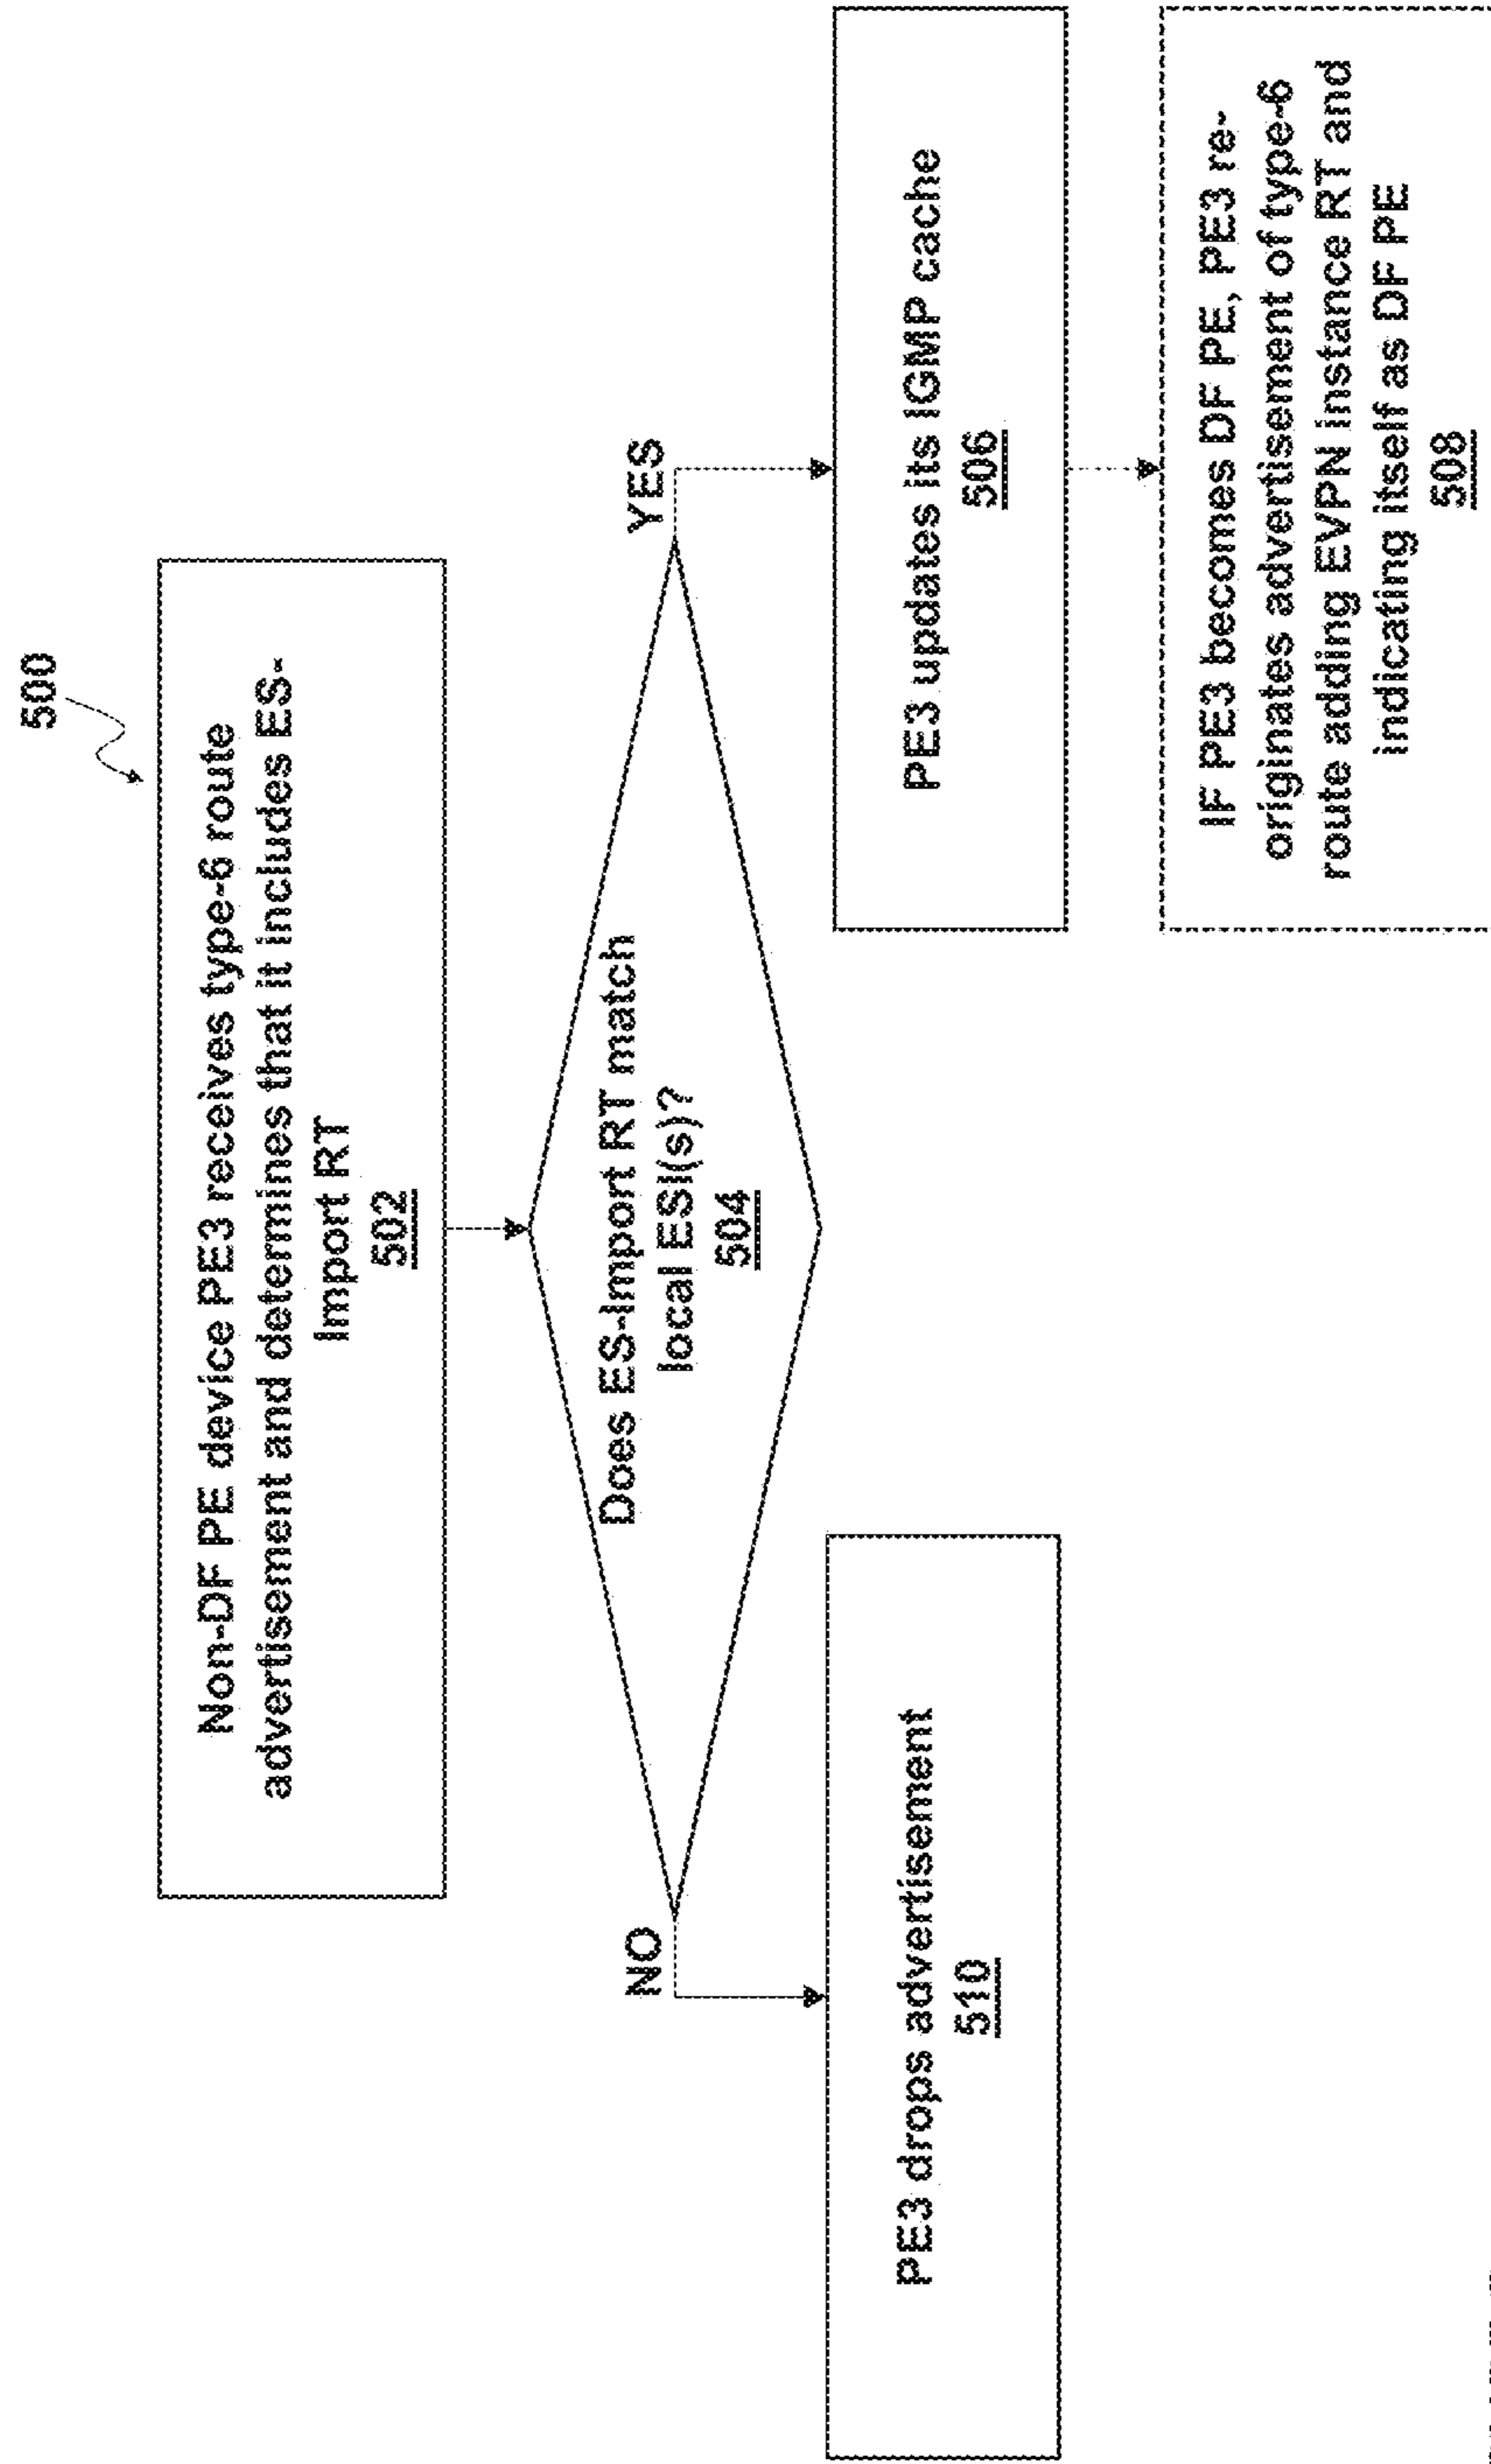 500
Non-DF PE device PE3 receives type-6 route
advertisement and determines that it includes ES-
Import RT
502
Does ES-Import RT match
local ESI(s)?
504
NO
YES
PE3 drops advertisement
510
PE3 updates its IGMP cache
506
IF PE3 becomes DF PE, PE3 re-
originates advertisement of type-6
route adding EVPN instance RT and
indicating itself as DF PE
508